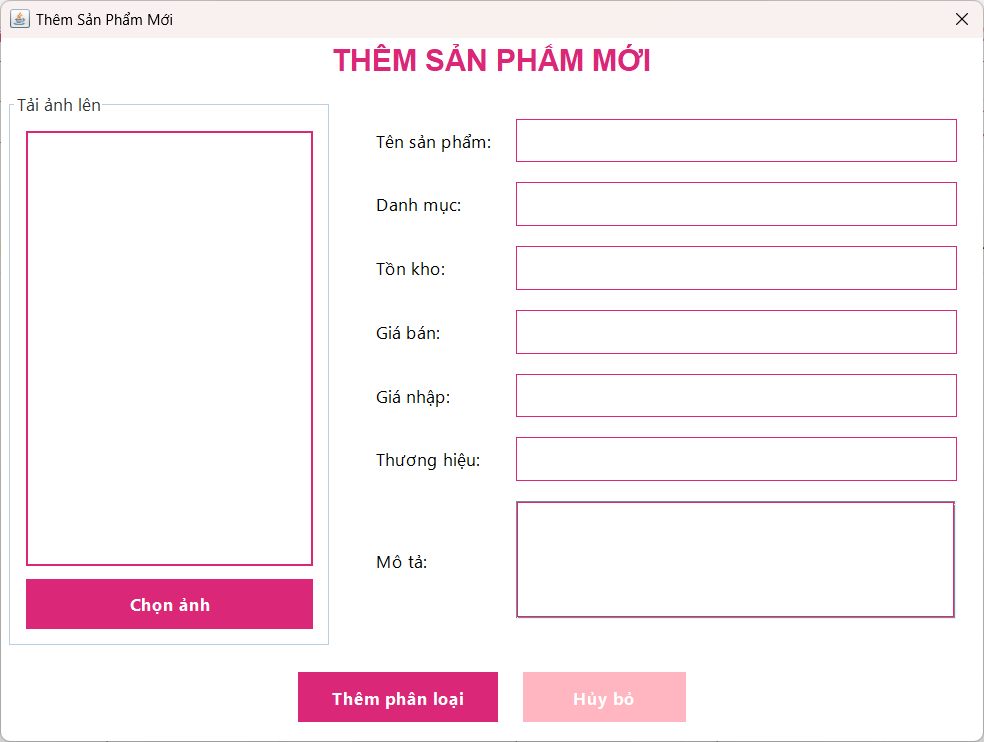 Thêm Sản Phẩm Mới
THÊM SẢN PHẨM MỚI
Tải ảnh lên
Chọn ảnh
Tên sản phẩm:
Danh mục:
Tồn kho:
Giá bán:
Giá nhập:
Thương hiệu:
Mô tả:
Thêm phân loại
Hủy bỏ